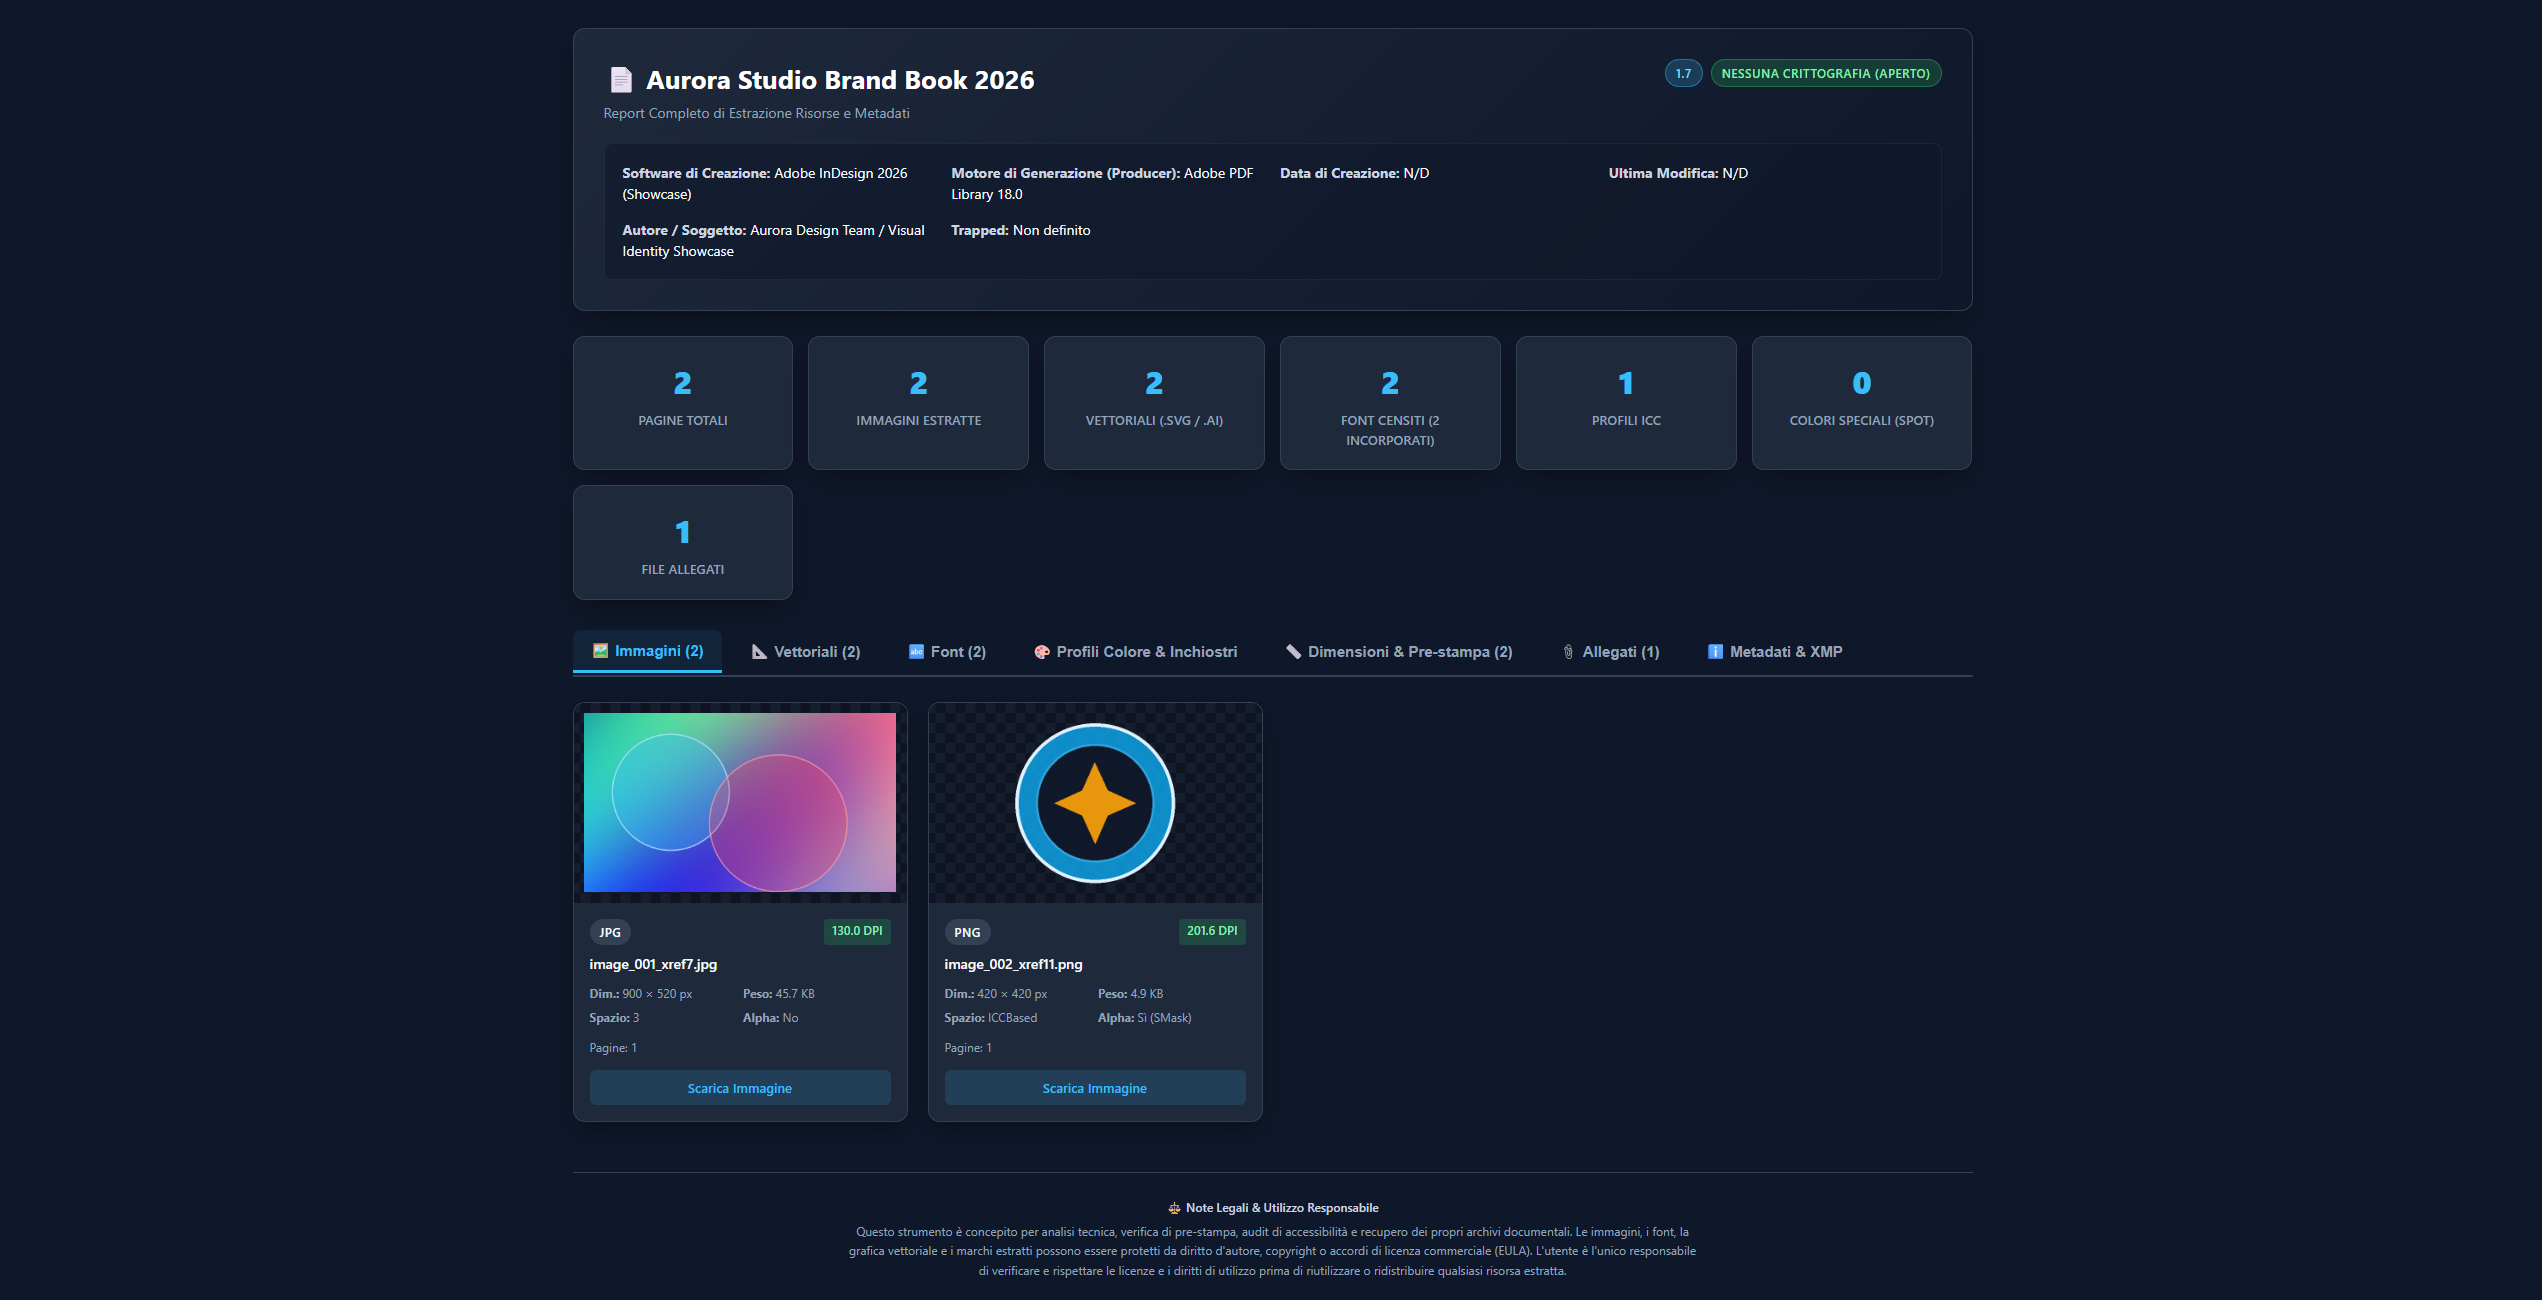 Aurora Studio Brand Book 2026
1.7
NESSUNA CRITTOGRAFIA (APERTO)
Report Completo di Estrazione Risorse e Metadati
Software di Creazione: Adobe InDesign 2026
(Showcase)
Motore di Generazione (Producer): Adobe PDF
Library 18.0
Data di Creazione: N/D
Ultima Modifica: N/D
Autore / Soggetto: Aurora Design Team / Visual
Identity Showcase
Trapped: Non definito
2
PAGINE TOTALI
2
IMMAGINI ESTRATTE
2
VETTORIALI (.SVG / .AI)
2
FONT CENSITI (2
INCORPORATI)
1
PROFILI ICC
0
COLORI SPECIALI (SPOT)
1
FILE ALLEGATI
Immagini (2)
Vettoriali (2)
abc Font (2)
Profili Colore & Inchiostri
Dimensioni & Pre-stampa (2)
Allegati (1)
Metadati & XMP
JPG
130.0 DPI
image_001_xref7.jpg
Dim.: 900 × 520 px
Peso: 45.7 KB
Spazio: 3
Alpha: No
Pagine: 1
Scarica Immagine
PNG
201.6 DPI
image_002_xref11.png
Dim.: 420 × 420 px
Peso: 4.9 KB
Spazio: ICCBased
Alpha: Sì (SMask)
Pagine: 1
Scarica Immagine
Note Legali & Utilizzo Responsabile
Questo strumento è concepito per analisi tecnica, verifica di pre-stampa, audit di accessibilità e recupero dei propri archivi documentali. Le immagini, i font, la
grafica vettoriale e i marchi estratti possono essere protetti da diritto d'autore, copyright o accordi di licenza commerciale (EULA). L'utente è l'unico responsabile
di verificare e rispettare le licenze e i diritti di utilizzo prima di riutilizzare o ridistribuire qualsiasi risorsa estratta.